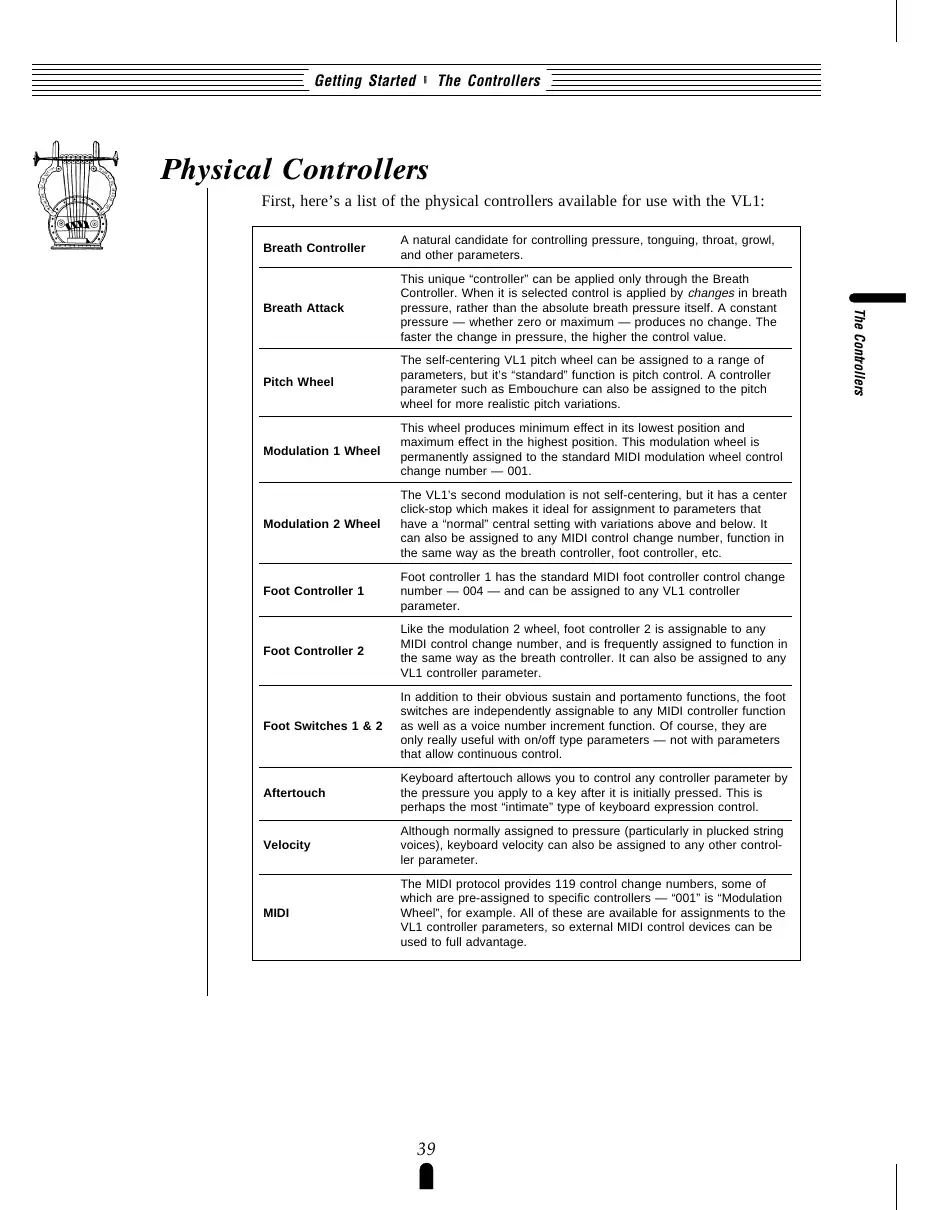 Getting Started The Controllers
Physical Controllers
First, here’s a list of the physical controllers available for use with the VL1:
Breath Controller
A natural candidate for controlling pressure, tonguing, throat, growl,
and other parameters.
Breath Attack
This unique “controller” can be applied only through the Breath
Controller. When it is selected control is applied by changes in breath
pressure, rather than the absolute breath pressure itself. A constant
pressure — whether zero or maximum — produces no change. The
faster the change in pressure, the higher the control value.
Pitch Wheel
The self-centering VL1 pitch wheel can be assigned to a range of
parameters, but it’s “standard” function is pitch control. A controller
parameter such as Embouchure can also be assigned to the pitch
wheel for more realistic pitch variations.
Modulation 1 Wheel
This wheel produces minimum effect in its lowest position and
maximum effect in the highest position. This modulation wheel is
permanently assigned to the standard MIDI modulation wheel control
change number — 001.
Modulation 2 Wheel
The VL1’s second modulation is not self-centering, but it has a center
click-stop which makes it ideal for assignment to parameters that
have a “normal” central setting with variations above and below. It
can also be assigned to any MIDI control change number, function in
the same way as the breath controller, foot controller, etc.
Foot Controller 1
Foot controller 1 has the standard MIDI foot controller control change
number — 004 — and can be assigned to any VL1 controller
parameter.
Foot Controller 2
Like the modulation 2 wheel, foot controller 2 is assignable to any
MIDI control change number, and is frequently assigned to function in
the same way as the breath controller. It can also be assigned to any
VL1 controller parameter.
Foot Switches 1 & 2
In addition to their obvious sustain and portamento functions, the foot
switches are independently assignable to any MIDI controller function
as well as a voice number increment function. Of course, they are
only really useful with on/off type parameters — not with parameters
that allow continuous control.
Aftertouch
Keyboard aftertouch allows you to control any controller parameter by
the pressure you apply to a key after it is initially pressed. This is
perhaps the most “intimate” type of keyboard expression control.
Velocity
Although normally assigned to pressure (particularly in plucked string
voices), keyboard velocity can also be assigned to any other control-
ler parameter.
MIDI
The MIDI protocol provides 119 control change numbers, some of
which are pre-assigned to specific controllers — “001” is “Modulation
Wheel”, for example. All of these are available for assignments to the
VL1 controller parameters, so external MIDI control devices can be
used to full advantage.
The Controllers
39